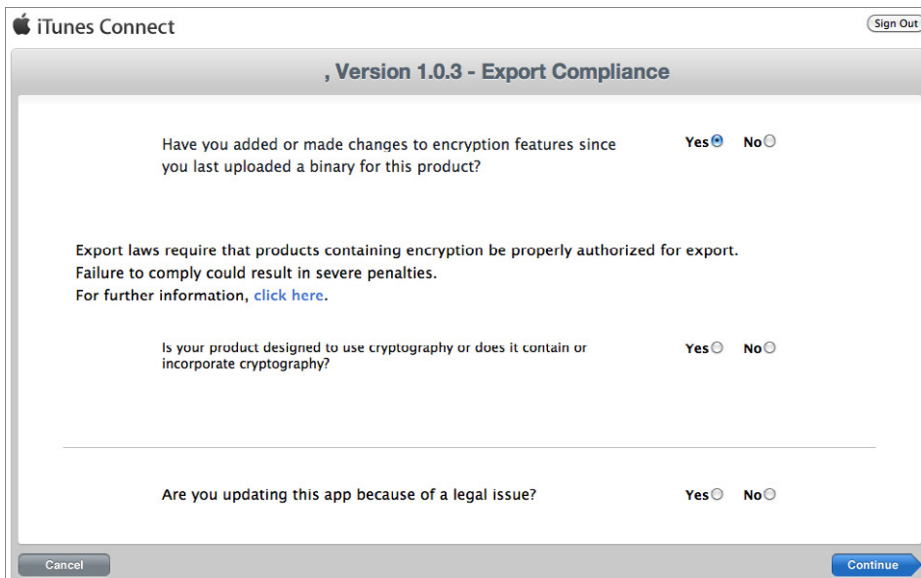 iTunes Connect
Sign Out
, Version 1.0.3 - Export Compliance
Have you added or made changes to encryption features since
you last uploaded a binary for this product?
Yes No
Export laws require that products containing encryption be properly authorized for export.
Failure to comply could result in severe penalties.
For further information, click here.
Is your product designed to use cryptography or does it contain or
incorporate cryptography?
Yes No
Are you updating this app because of a legal issue?
Yes No
Cancel
Continue